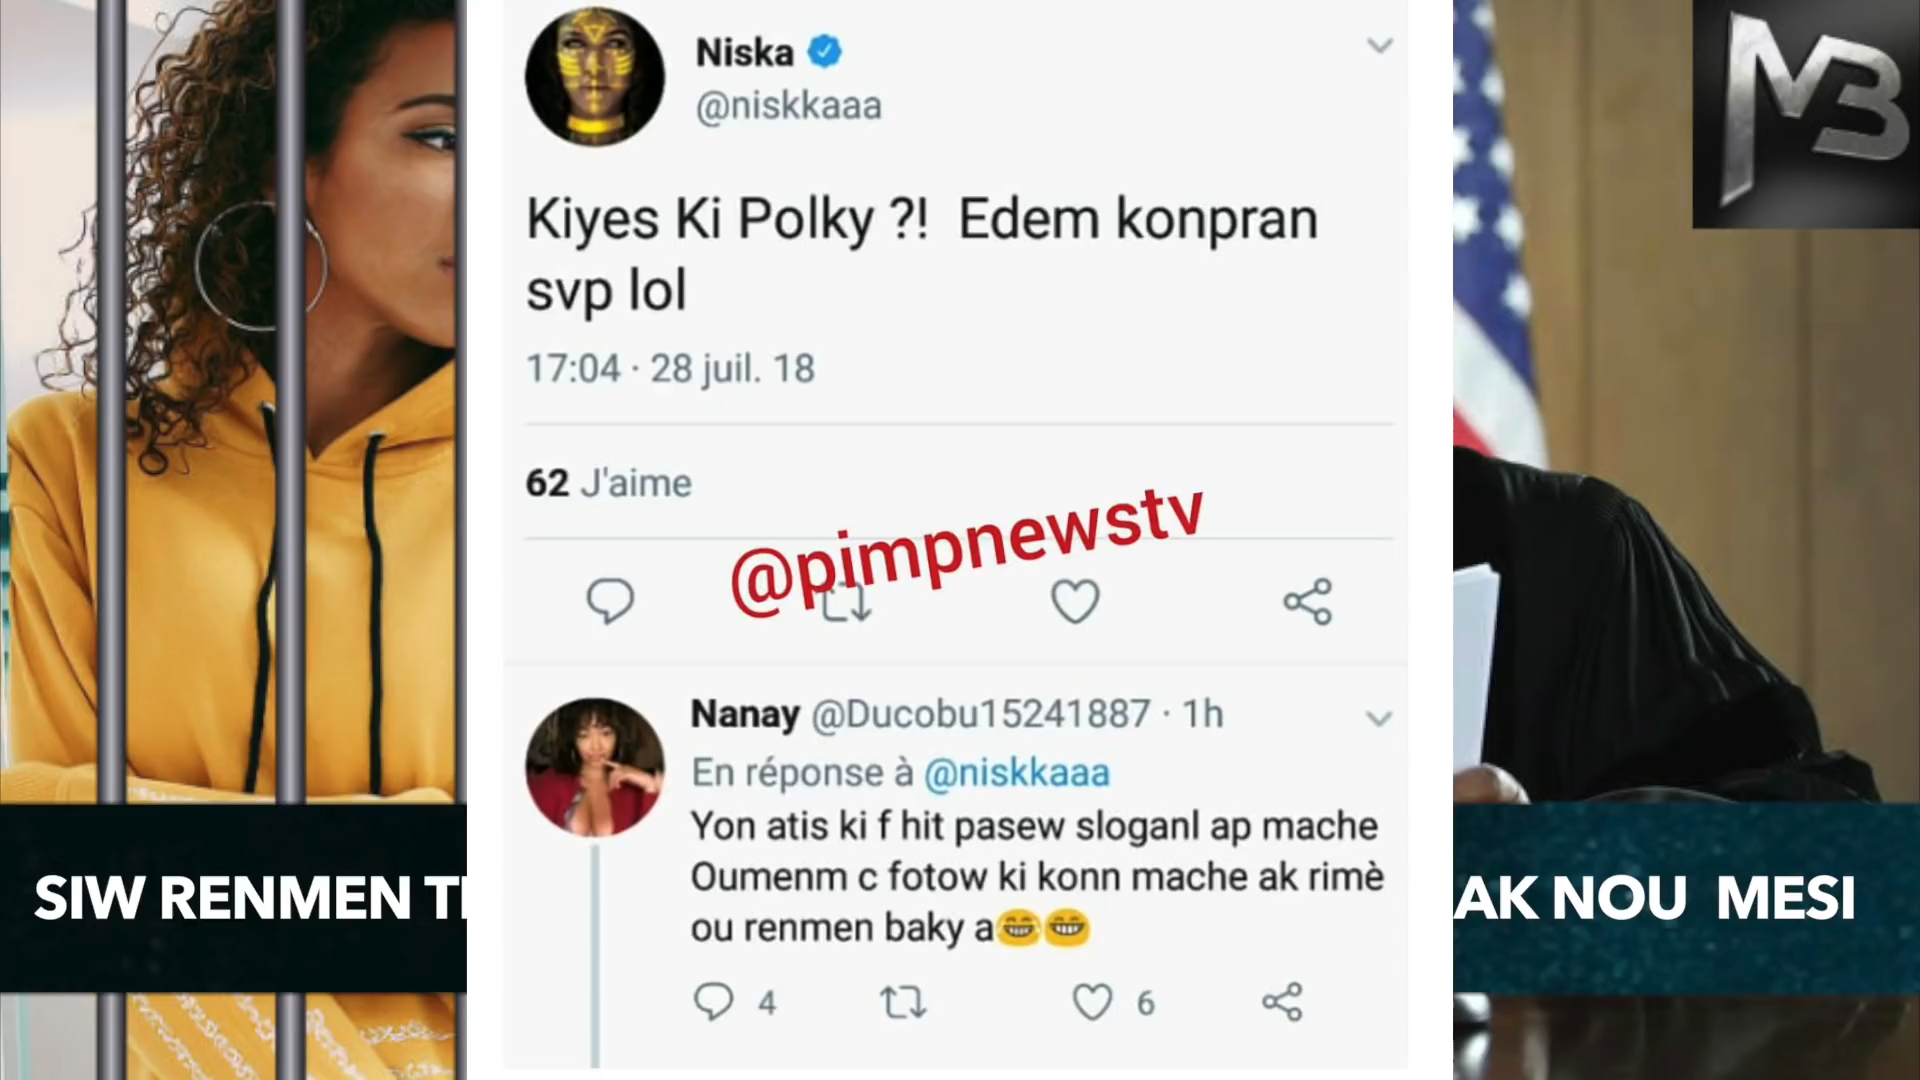 Niska
@niskkaaa
Kiyes Ki Polky ?! Edem konpran
svp lol
17:04 · 28 juil. 18
62 J'aime
@pimpnewstv
Nanay @Ducobu15241887 · 1h
En réponse à @niskkaaa
Yon atis ki f hit pasew sloganl ap mache
Oumenm c fotow ki konn mache ak rimè
ou renmen baky a😂😁
4 6
MB
SIW RENMEN
AK NOU MESI